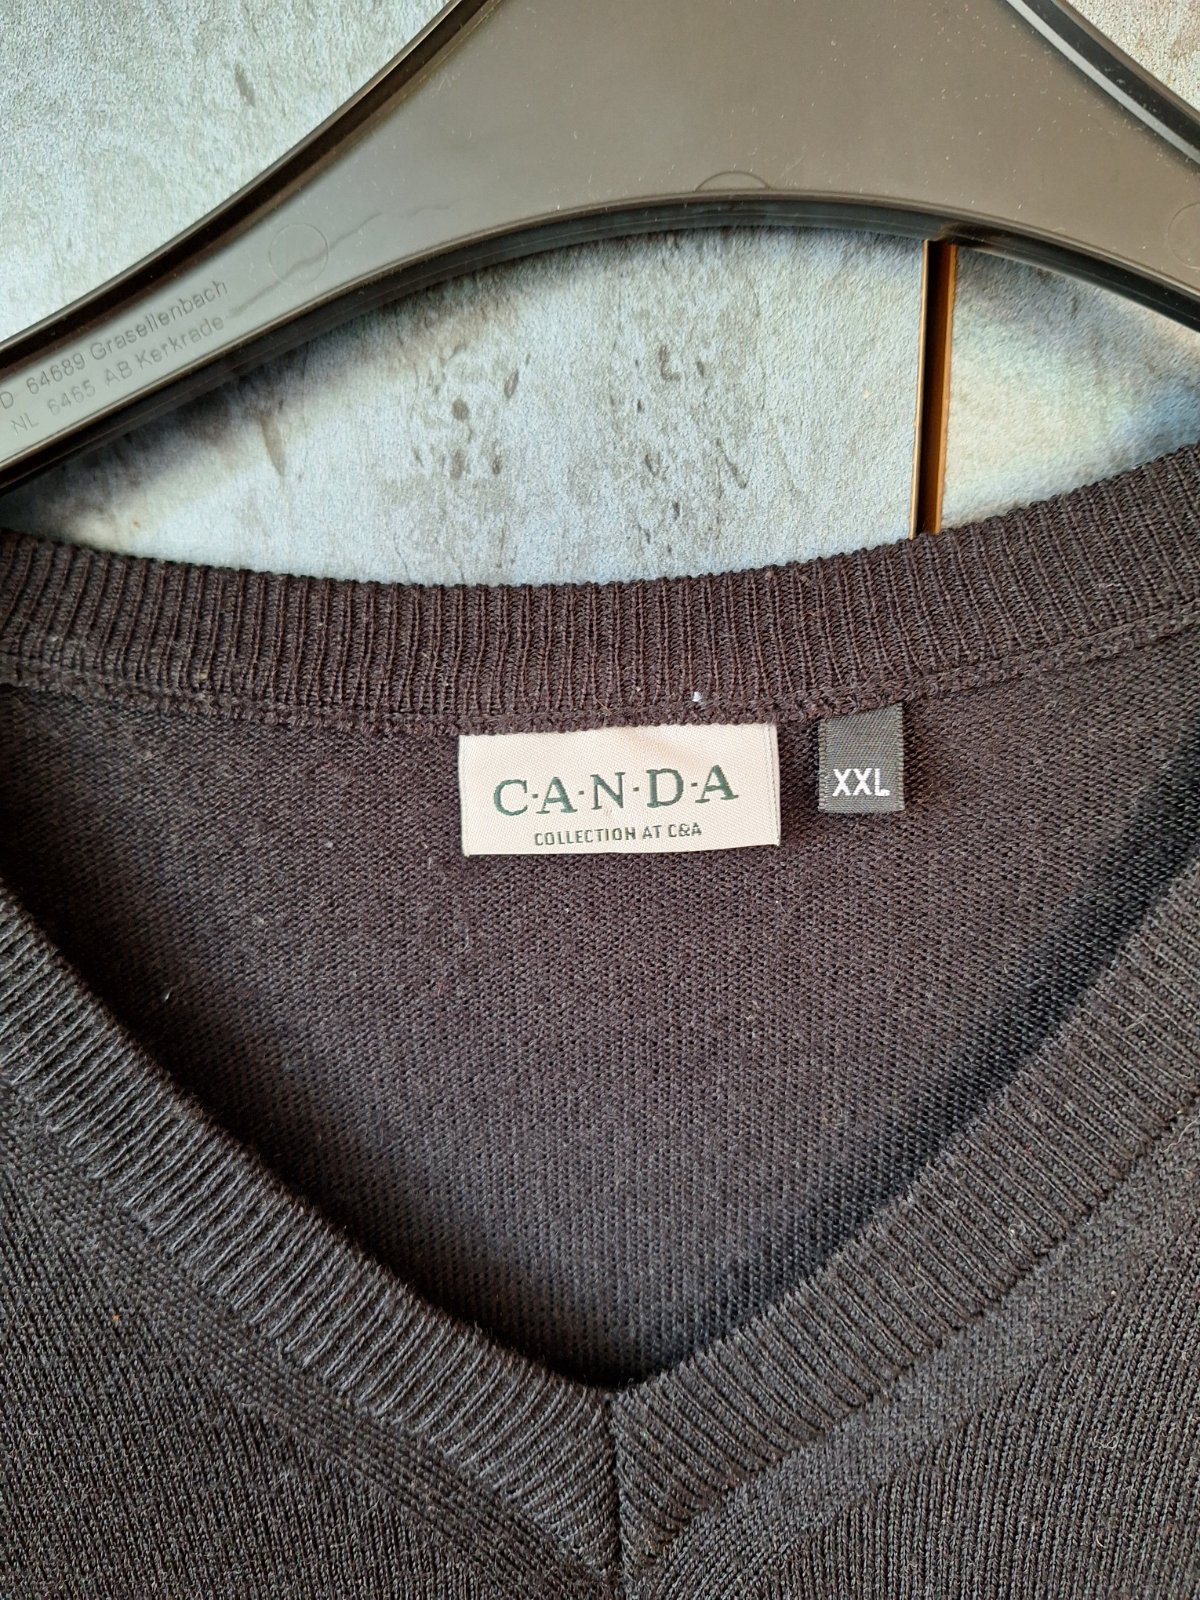 D 64689 Grasellenbach
NL 6465 AB Kerkrade
C·A·N·D·A
COLLECTION AT C&A
XXL